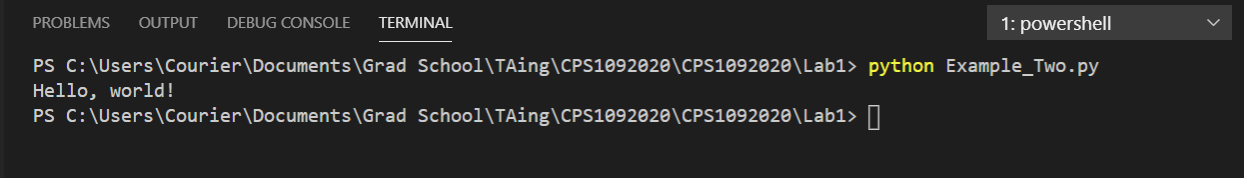 PROBLEMS OUTPUT DEBUG CONSOLE TERMINAL 1: powershell
PS C:\Users\Courier\Documents\Grad School\TAing\CPS1092020\CPS1092020\Lab1> python Example_Two.py
Hello, world!
PS C:\Users\Courier\Documents\Grad School\TAing\CPS1092020\CPS1092020\Lab1>